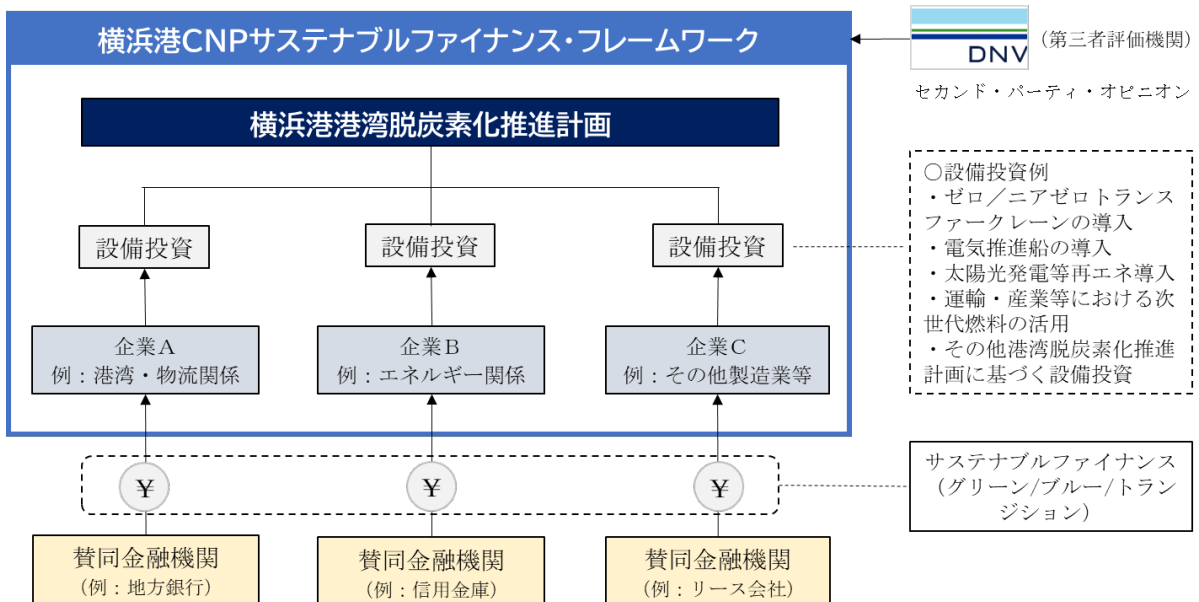 横浜港CNPサステナブルファイナンス・フレームワーク
DNV
(第三者評価機関)
セカンド・パーティ・オピニオン
横浜港港湾脱炭素化推進計画
設備投資
設備投資
設備投資
○設備投資例
・ゼロ／ニアゼロトランス
ファークレーンの導入
・電気推進船の導入
・太陽光発電等再エネ導入
・運輸・産業等における次
世代燃料の活用
・その他港湾脱炭素化推進
計画に基づく設備投資
企業A
例：港湾・物流関係
企業B
例：エネルギー関係
企業C
例：その他製造業等
¥
¥
¥
サステナブルファイナンス
（グリーン/ブルー/トラン
ジション）
賛同金融機関
(例：地方銀行)
賛同金融機関
(例：信用金庫)
賛同金融機関
(例：リース会社)